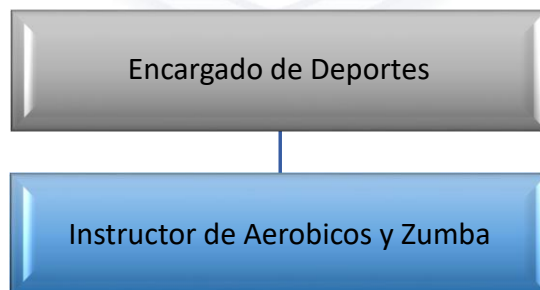 Encargado de Deportes
Instructor de Aerobicos y Zumba